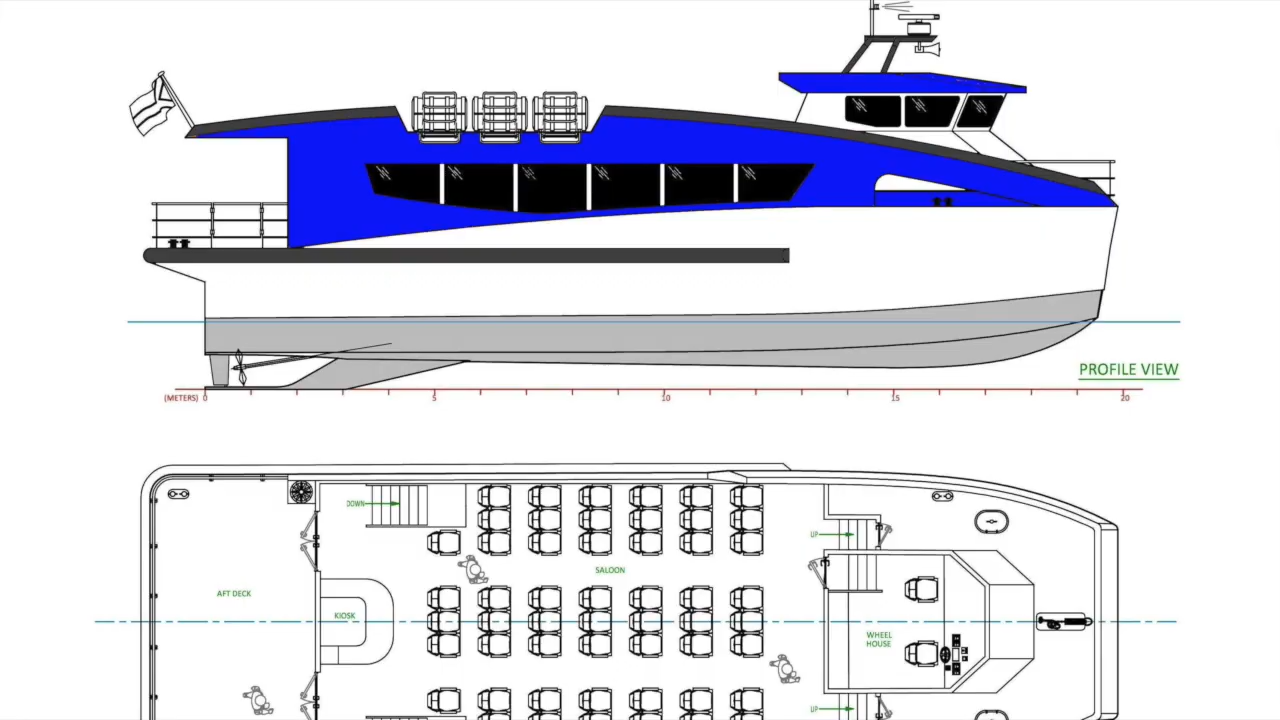 PROFILE VIEW
(METERS) 0 5 10 15 20
DOWN
UP
SALOON
AFT DECK
KIOSK
WHEEL
HOUSE
UP